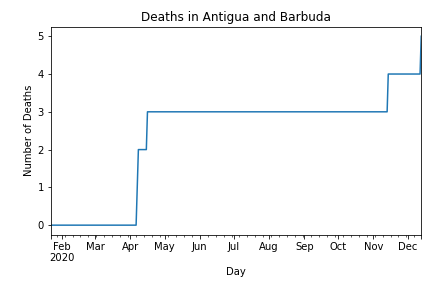 Deaths in Antigua and Barbuda
Number of Deaths
5
4
3
2
1
0
Feb Mar Apr May Jun Jul Aug Sep Oct Nov Dec
2020
Day